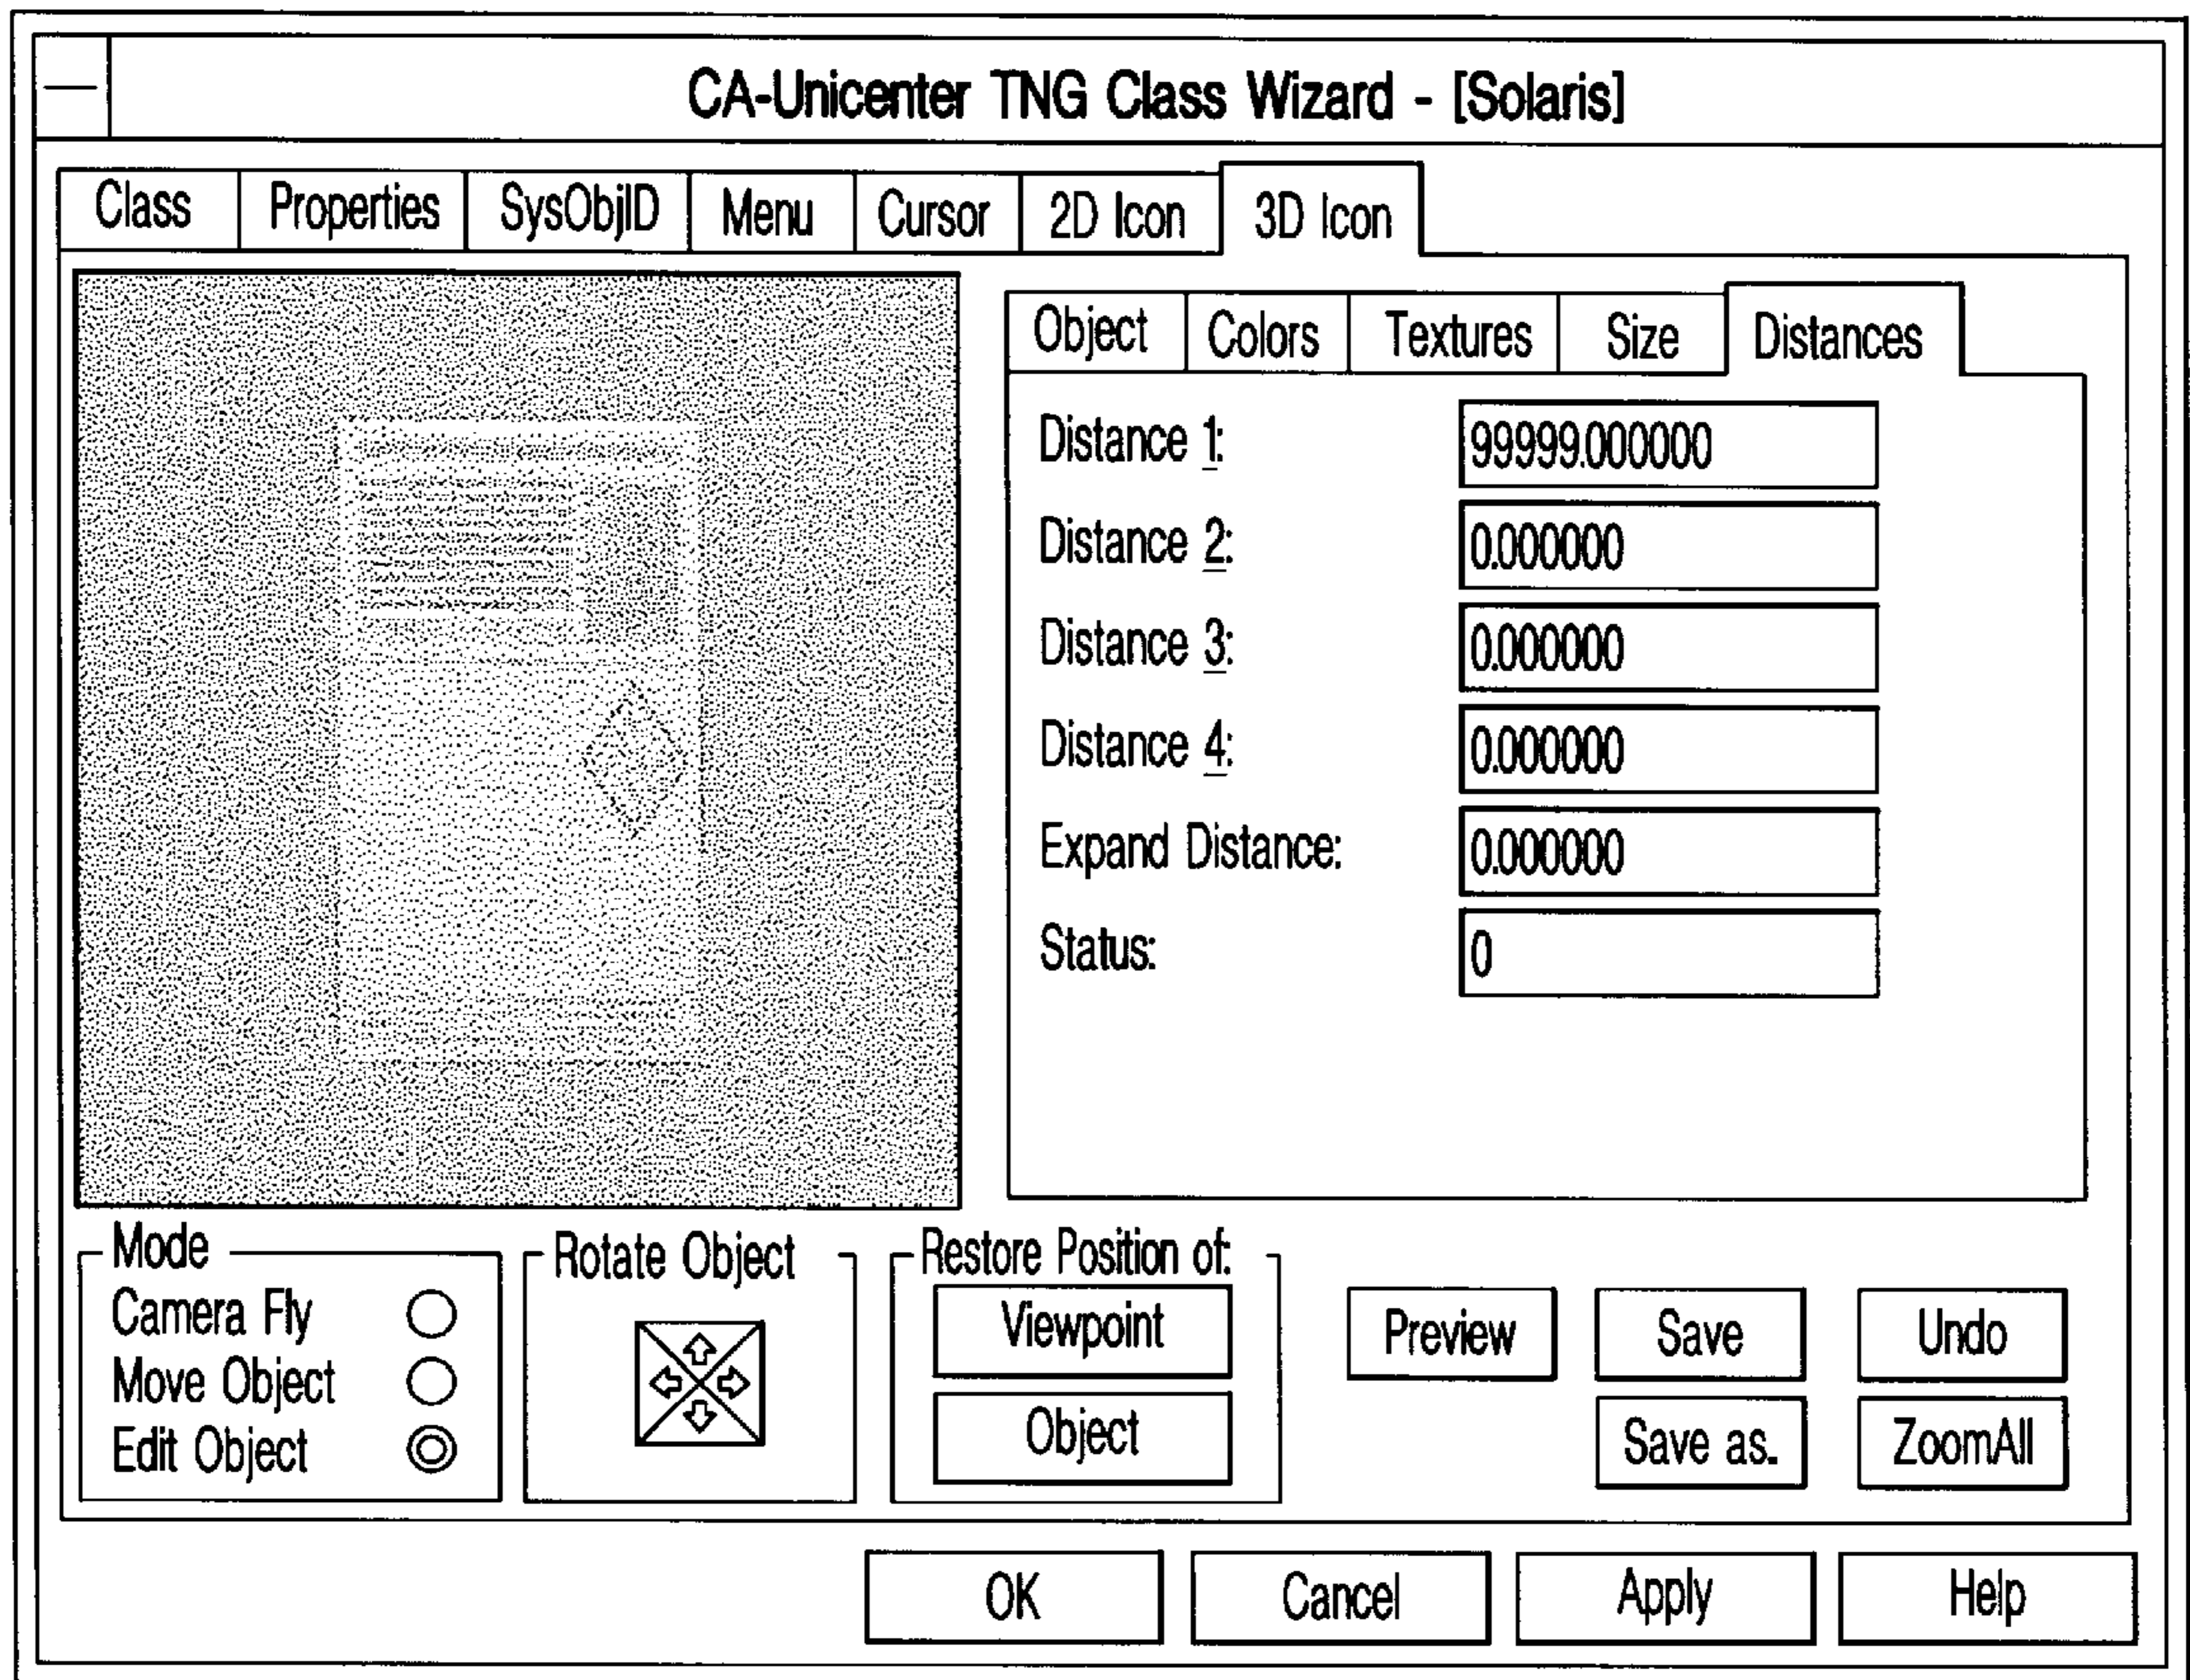 CA-Unicenter TNG Class Wizard - [Solaris]
Class Properties SysObjID Menu Cursor 2D Icon 3D Icon
Object Colors Textures Size Distances
Distance 1: 99999.000000
Distance 2: 0.000000
Distance 3: 0.000000
Distance 4: 0.000000
Expand Distance: 0.000000
Status: 0
Mode
Camera Fly
Move Object
Edit Object
Rotate Object
Restore Position of:
Viewpoint
Object
Preview Save Undo
Save as.. ZoomAll
OK Cancel Apply Help